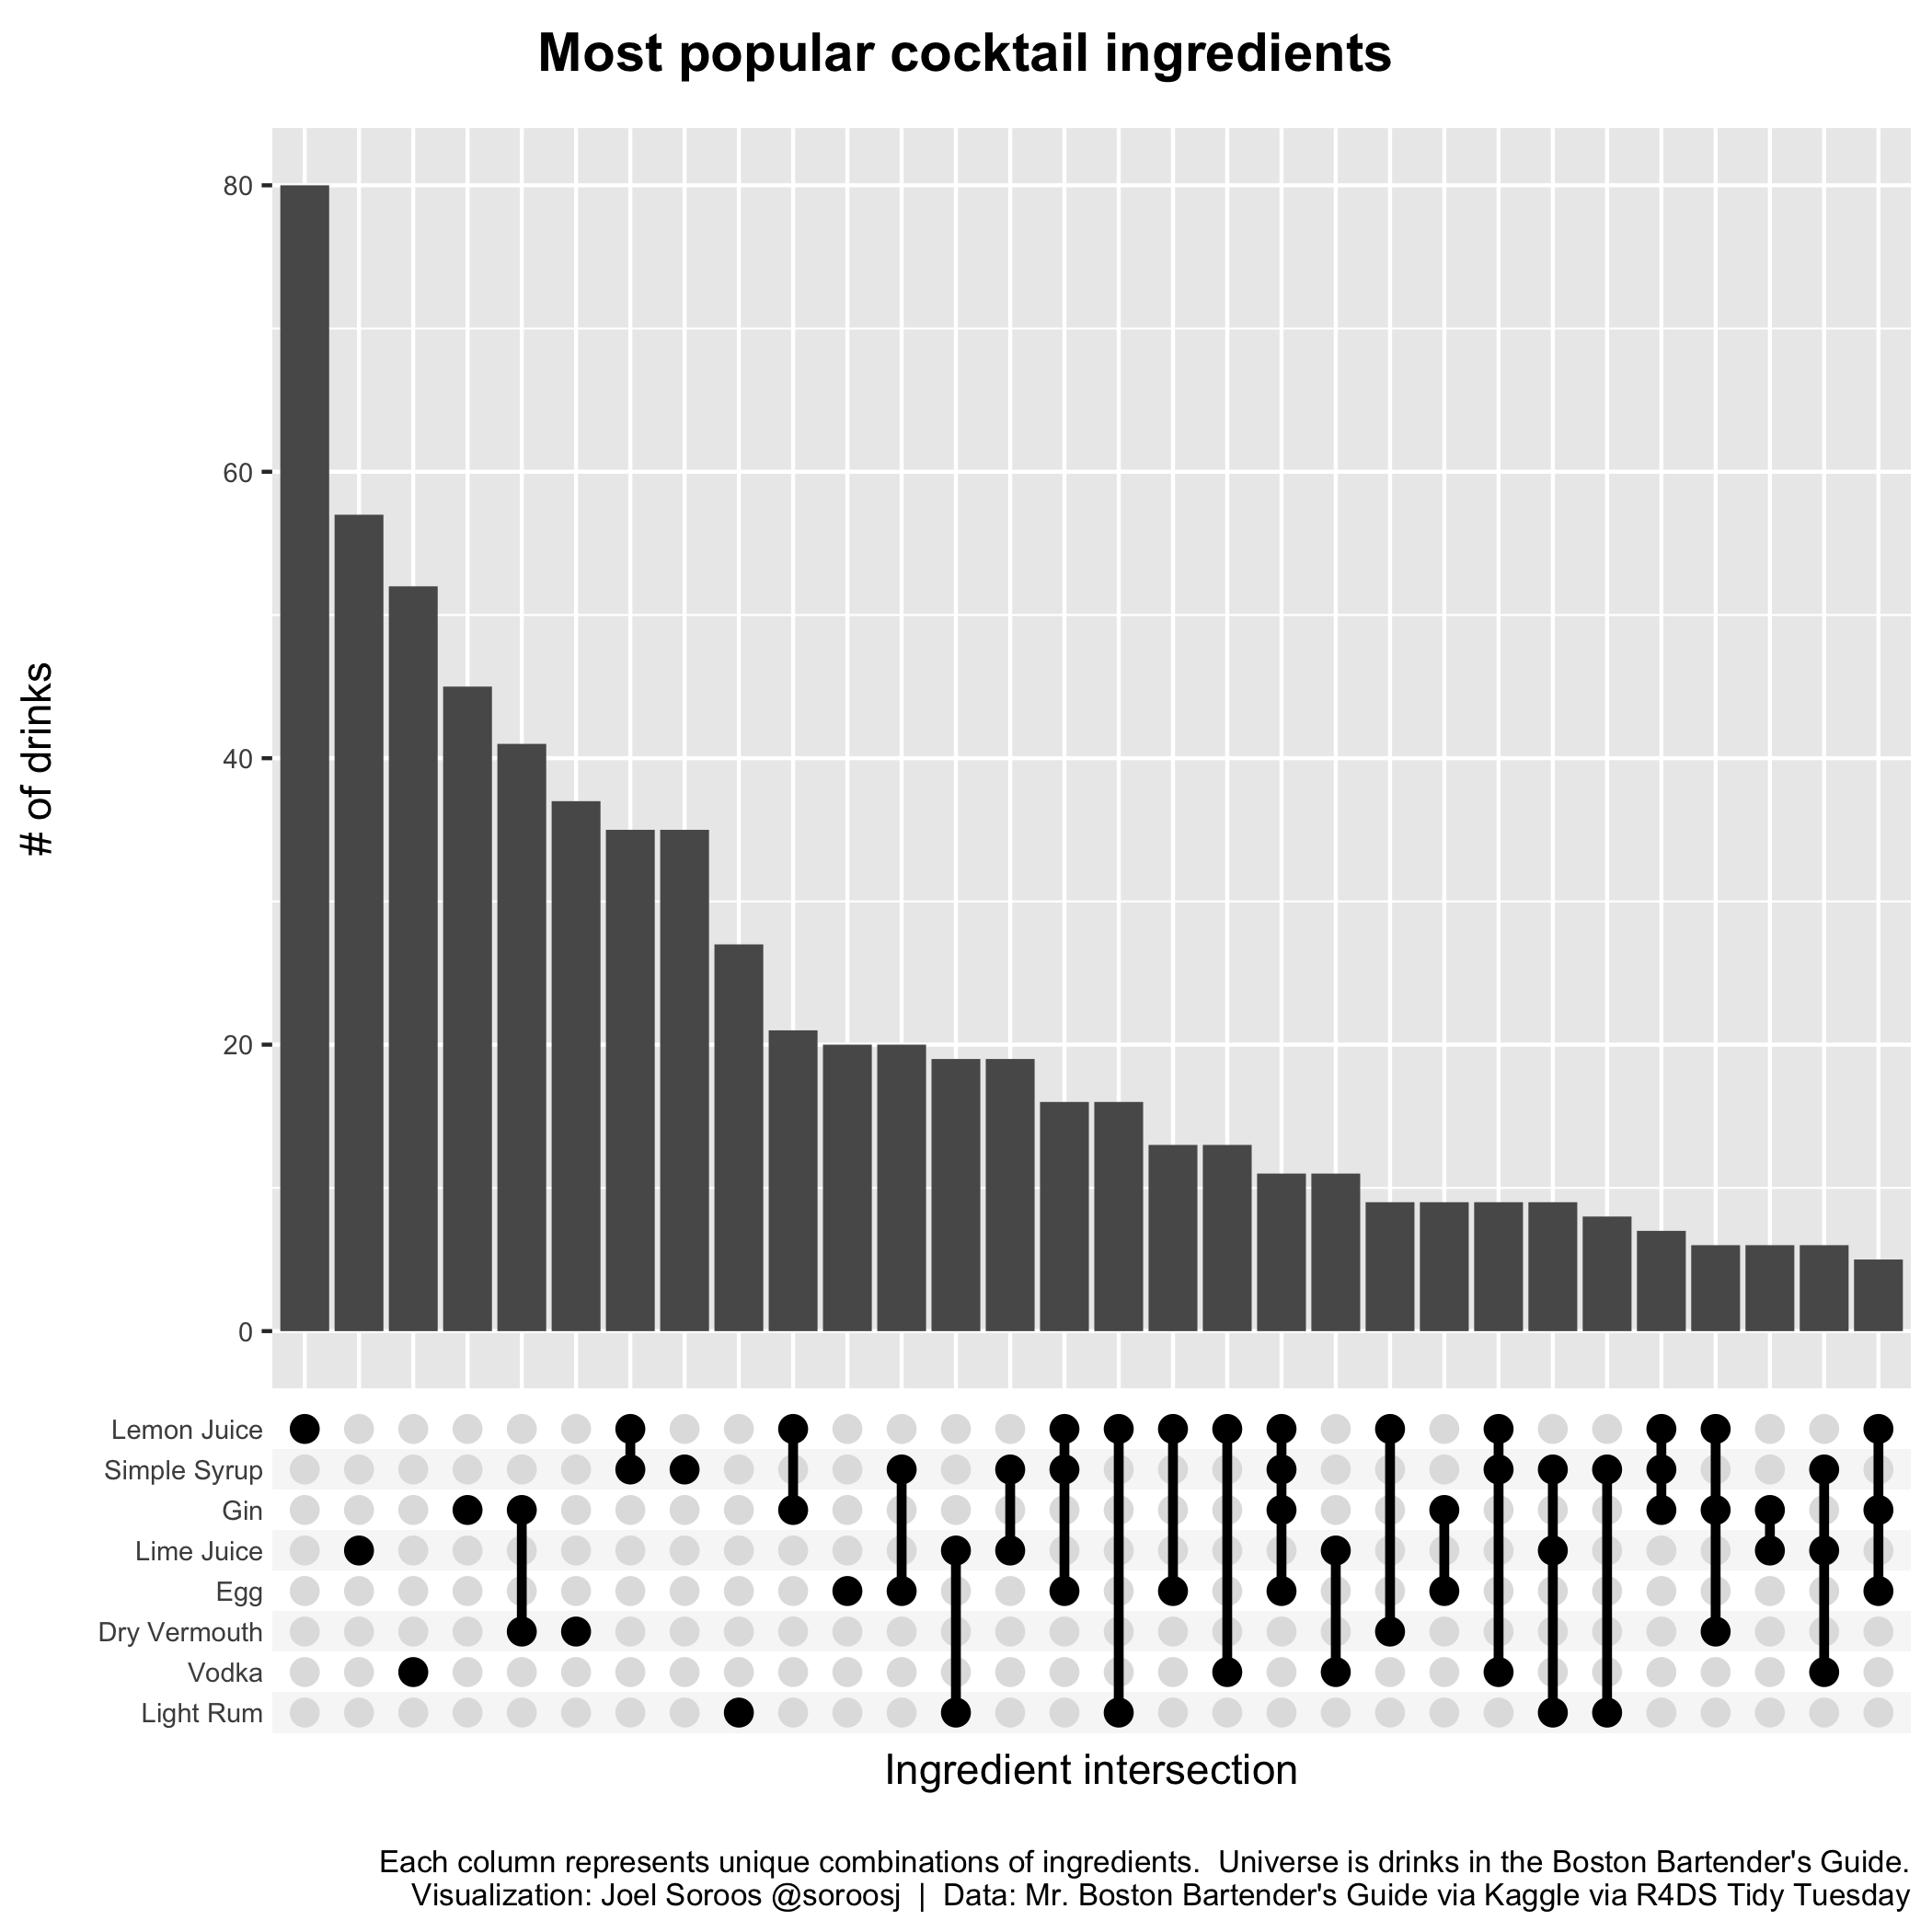 Most popular cocktail ingredients
# of drinks
80
60
40
20
0
Lemon Juice
Simple Syrup
Gin
Lime Juice
Egg
Dry Vermouth
Vodka
Light Rum
Ingredient intersection
Each column represents unique combinations of ingredients.  Universe is drinks in the Boston Bartender's Guide.
Visualization: Joel Soroos @soroosj  |  Data: Mr. Boston Bartender's Guide via Kaggle via R4DS Tidy Tuesday